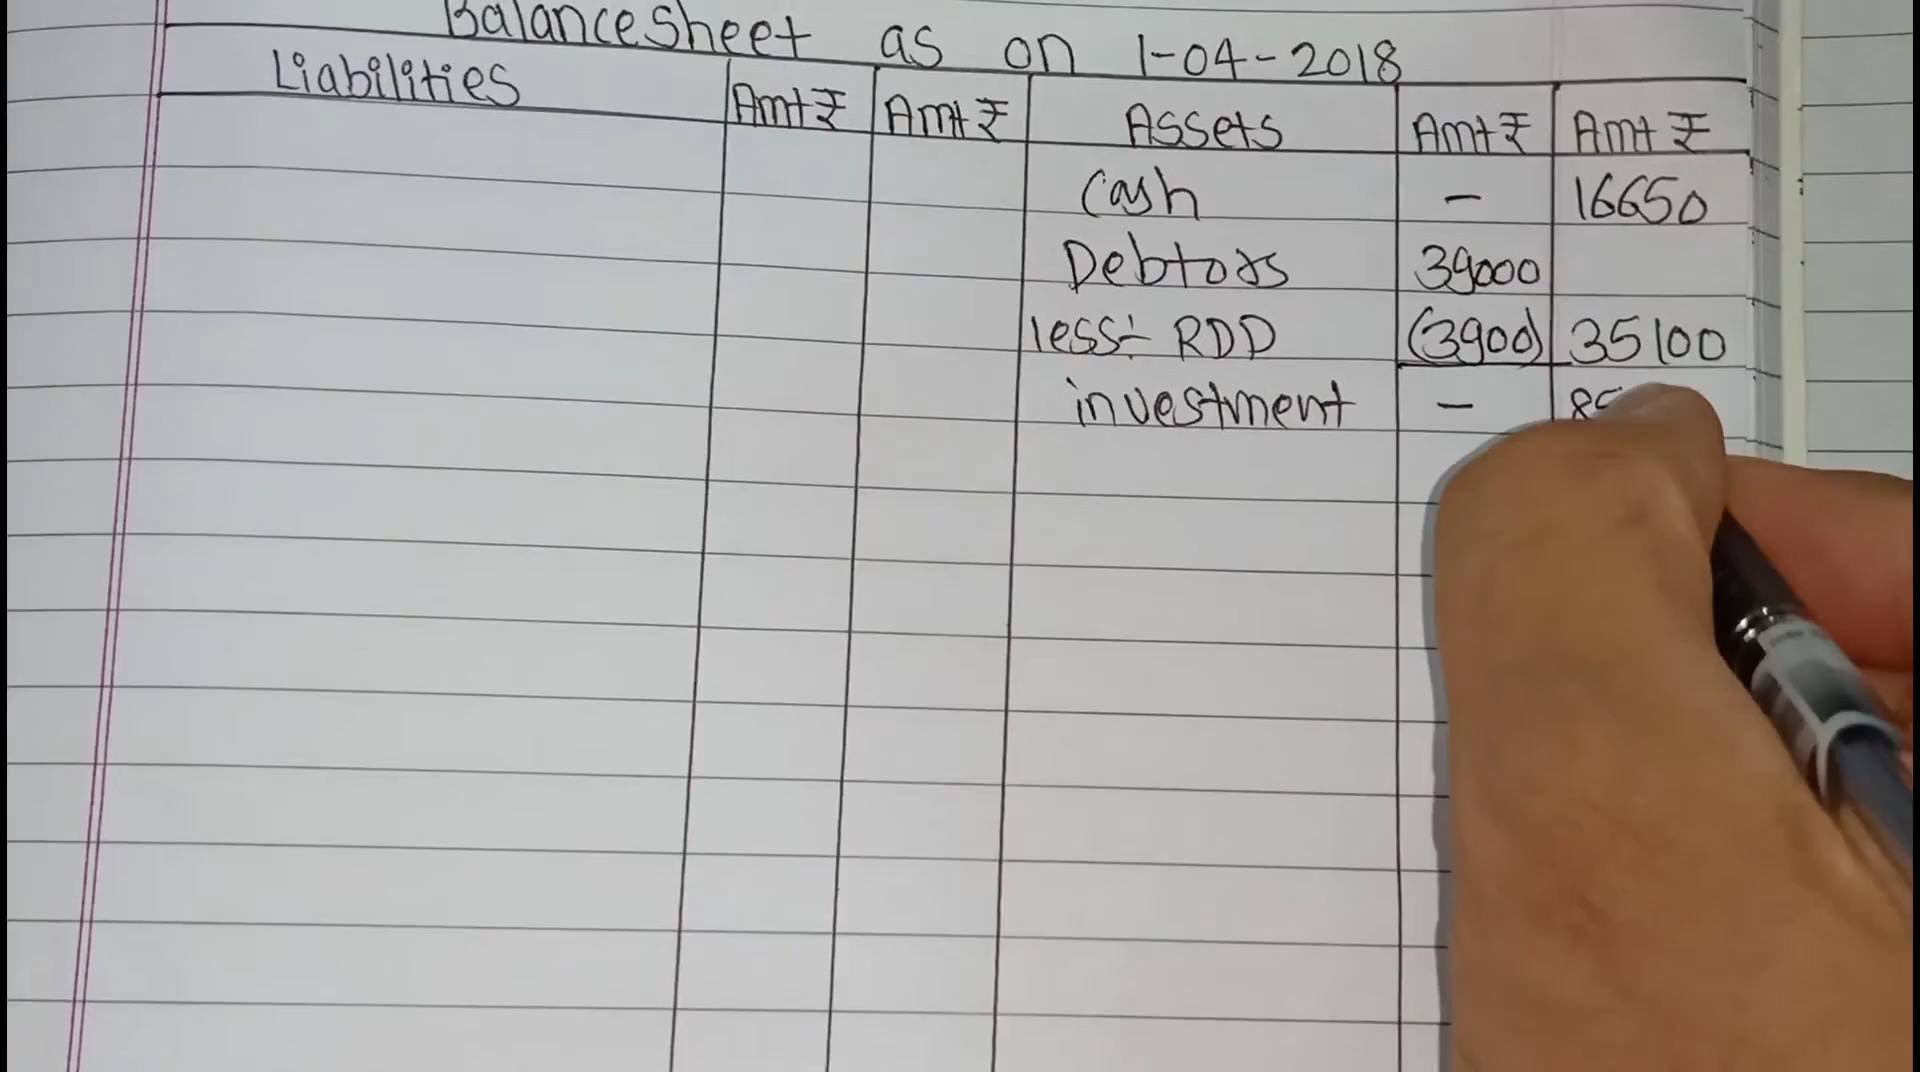 Balancesheet as on 1-04-2018
Liabilities Amt ₹ Amt ₹ Assets Amt ₹ Amt ₹
Cash - 16650
Debtors 39000
less:- RDD (3900) 35100
investment -